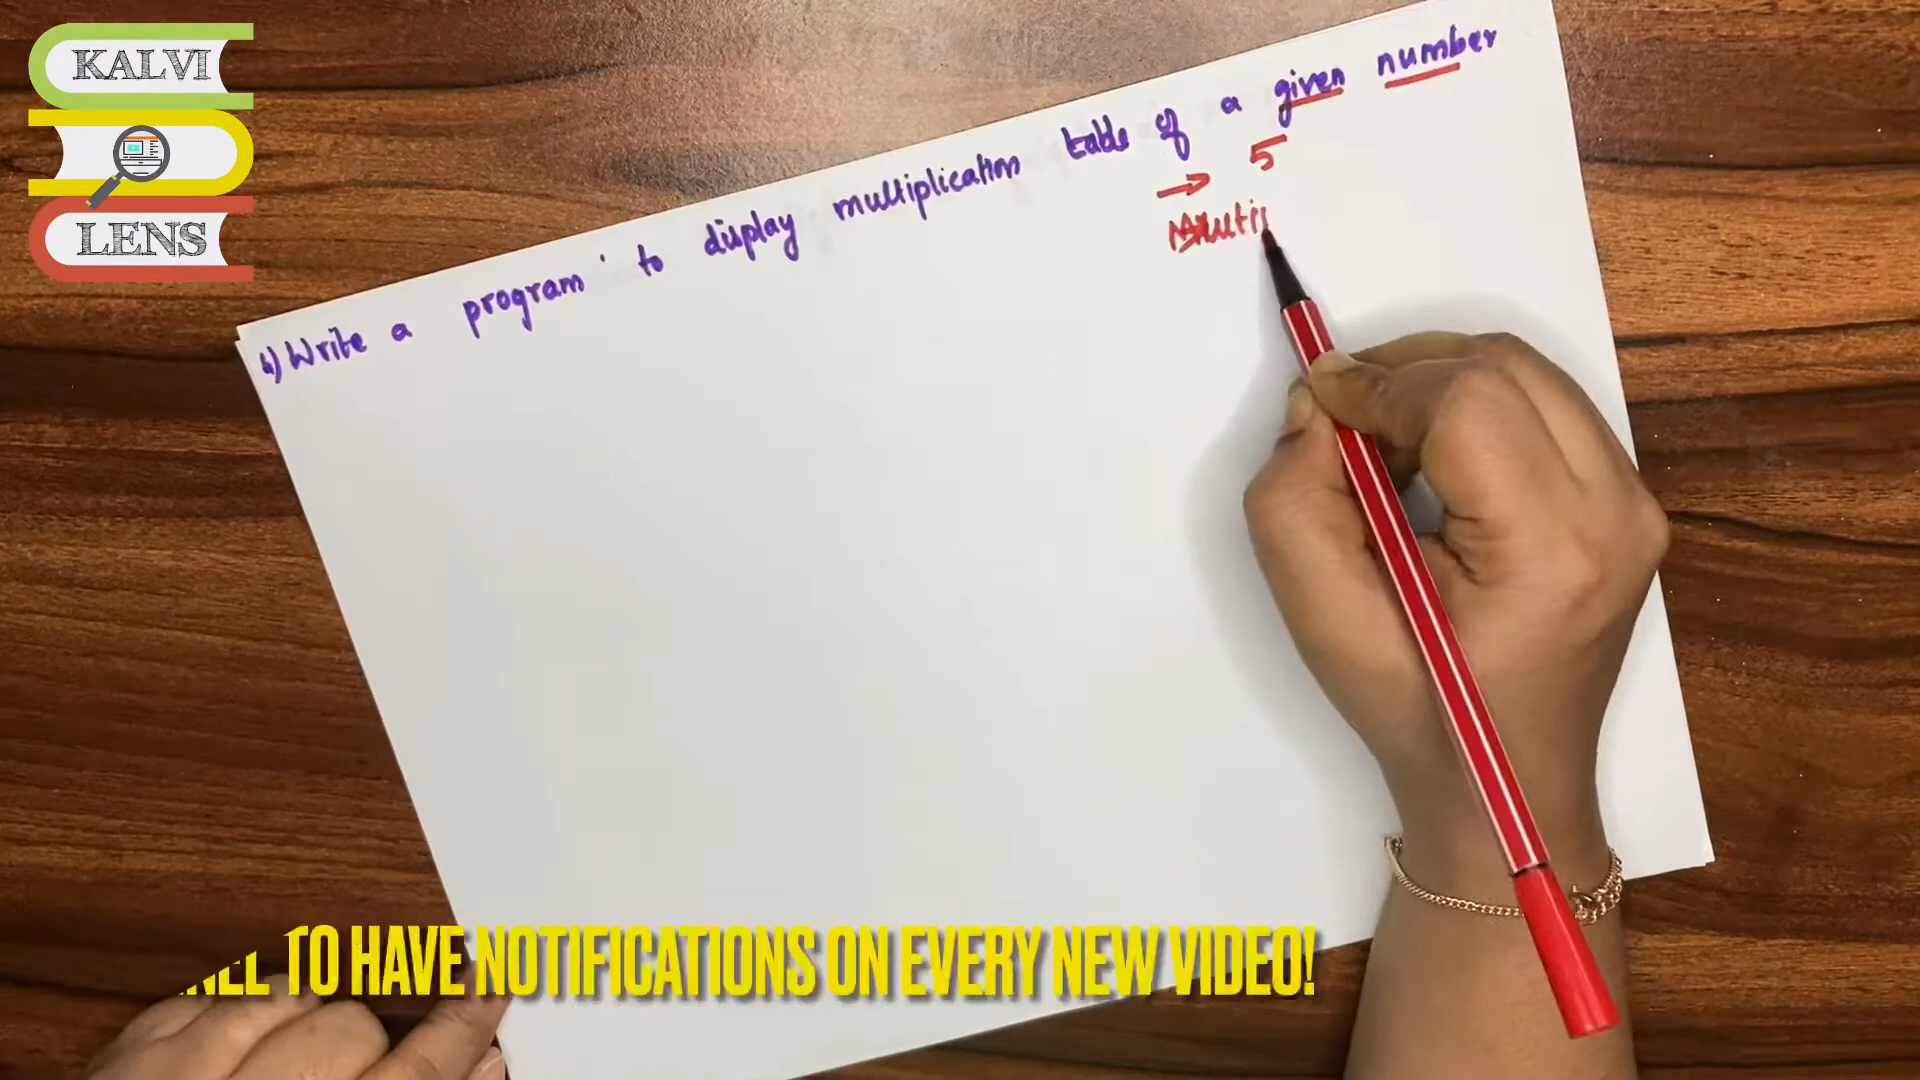 KALVI
LENS
4) Write a program to display multiplication table of a given number
→ 5
TO HAVE NOTIFICATIONS ON EVERY NEW VIDEO!